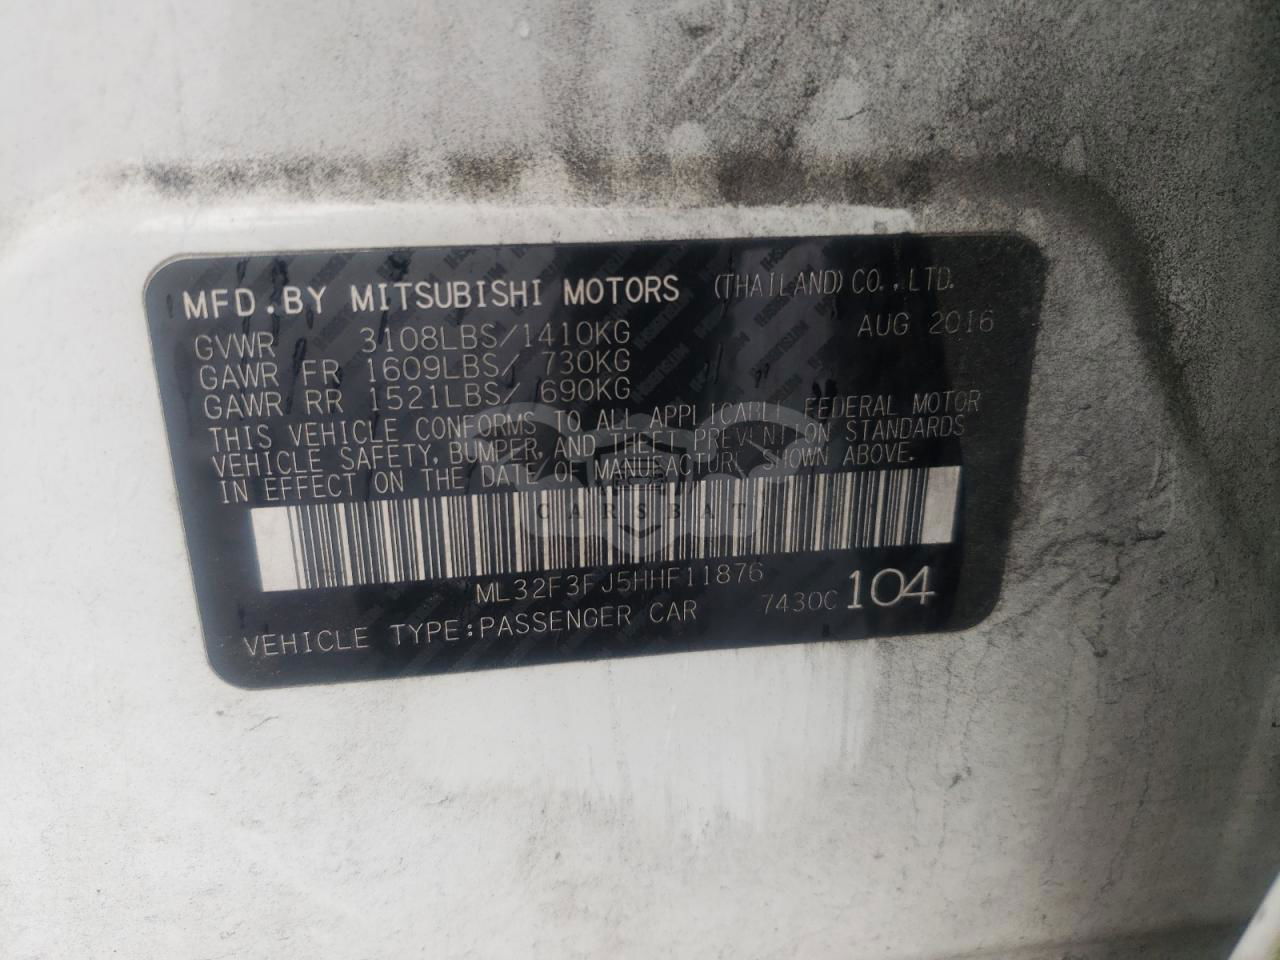 MFD.BY MITSUBISHI MOTORS (THAILAND)CO.,LTD.
GVWR 3108LBS/1410KG AUG 2016
GAWR FR 1609LBS/ 730KG
GAWR RR 1521LBS/ 690KG
THIS VEHICLE CONFORMS TO ALL APPLICABLE FEDERAL MOTOR
VEHICLE SAFETY, BUMPER, AND THEFT PREVENTION STANDARDS
IN EFFECT ON THE DATE OF MANUFACTURE SHOWN ABOVE.
CARSBAT
ML32F3FJ5HHF11876
VEHICLE TYPE:PASSENGER CAR 7430C 104